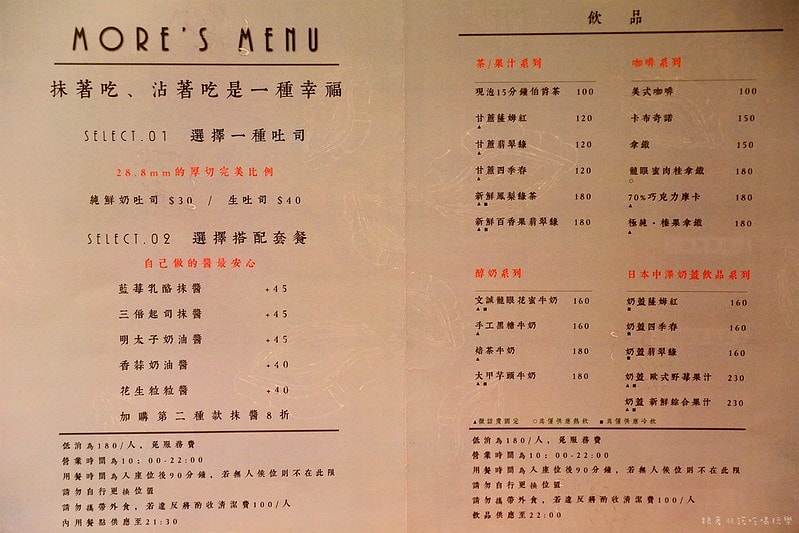 MORE'S MENU
抹著吃、沾著吃是一種幸福
SELECT.01 選擇一種吐司
28.8mm的厚切完美比例
純鮮奶吐司 $30 / 生吐司 $40
SELECT.02 選擇搭配套餐
自己做的醬最安心
藍莓乳酪抹醬 +45
三倍起司抹醬 +45
明太子奶油醬 +45
香蒜奶油醬 +40
花生粒粒醬 +40
加購第二種款抹醬8折
低消為180/人，免服務費
營業時間為10：00-22:00
用餐時間為入座位後90分鐘，若無人候位則不在此限
請勿自行更換位置
請勿攜帶外食，若違反將酌收清潔費100/人
內用餐點供應至21:30
飲 品
茶/果汁系列
現泡15分鐘伯爵茶 100
甘蔗薩姆紅 120
▲
甘蔗翡翠綠 120
▲
甘蔗四季春 120
▲
新鮮鳳梨綠茶 180
▲■
新鮮百香果翡翠綠 180
▲■
咖啡系列
美式咖啡 100
卡布奇諾 150
拿鐵 150
龍眼蜜肉桂拿鐵 180
○
70%巧克力摩卡 180
▲
極純・榛果拿鐵 180
▲
醇奶系列
文誠龍眼花蜜牛奶 160
▲■
手工黑糖牛奶 180
▲
焙茶牛奶 180
▲
大甲芋頭牛奶 180
▲■
日本中澤奶蓋飲品系列
奶蓋薩姆紅 160
■
奶蓋四季春 160
■
奶蓋翡翠綠 160
■
奶蓋 歐式野莓果汁 230
▲■
奶蓋 新鮮綜合果汁 230
▲■
▲微甜度固定 ○為僅供應熱飲 ■為僅供應冷飲
低消為180/人，免服務費
營業時間為10：00-22:00
用餐時間為入座位後90分鐘，若無人候位則不在此限
請勿自行更換位置
請勿攜帶外食，若違反將酌收清潔費100/人
飲品供應至22:00